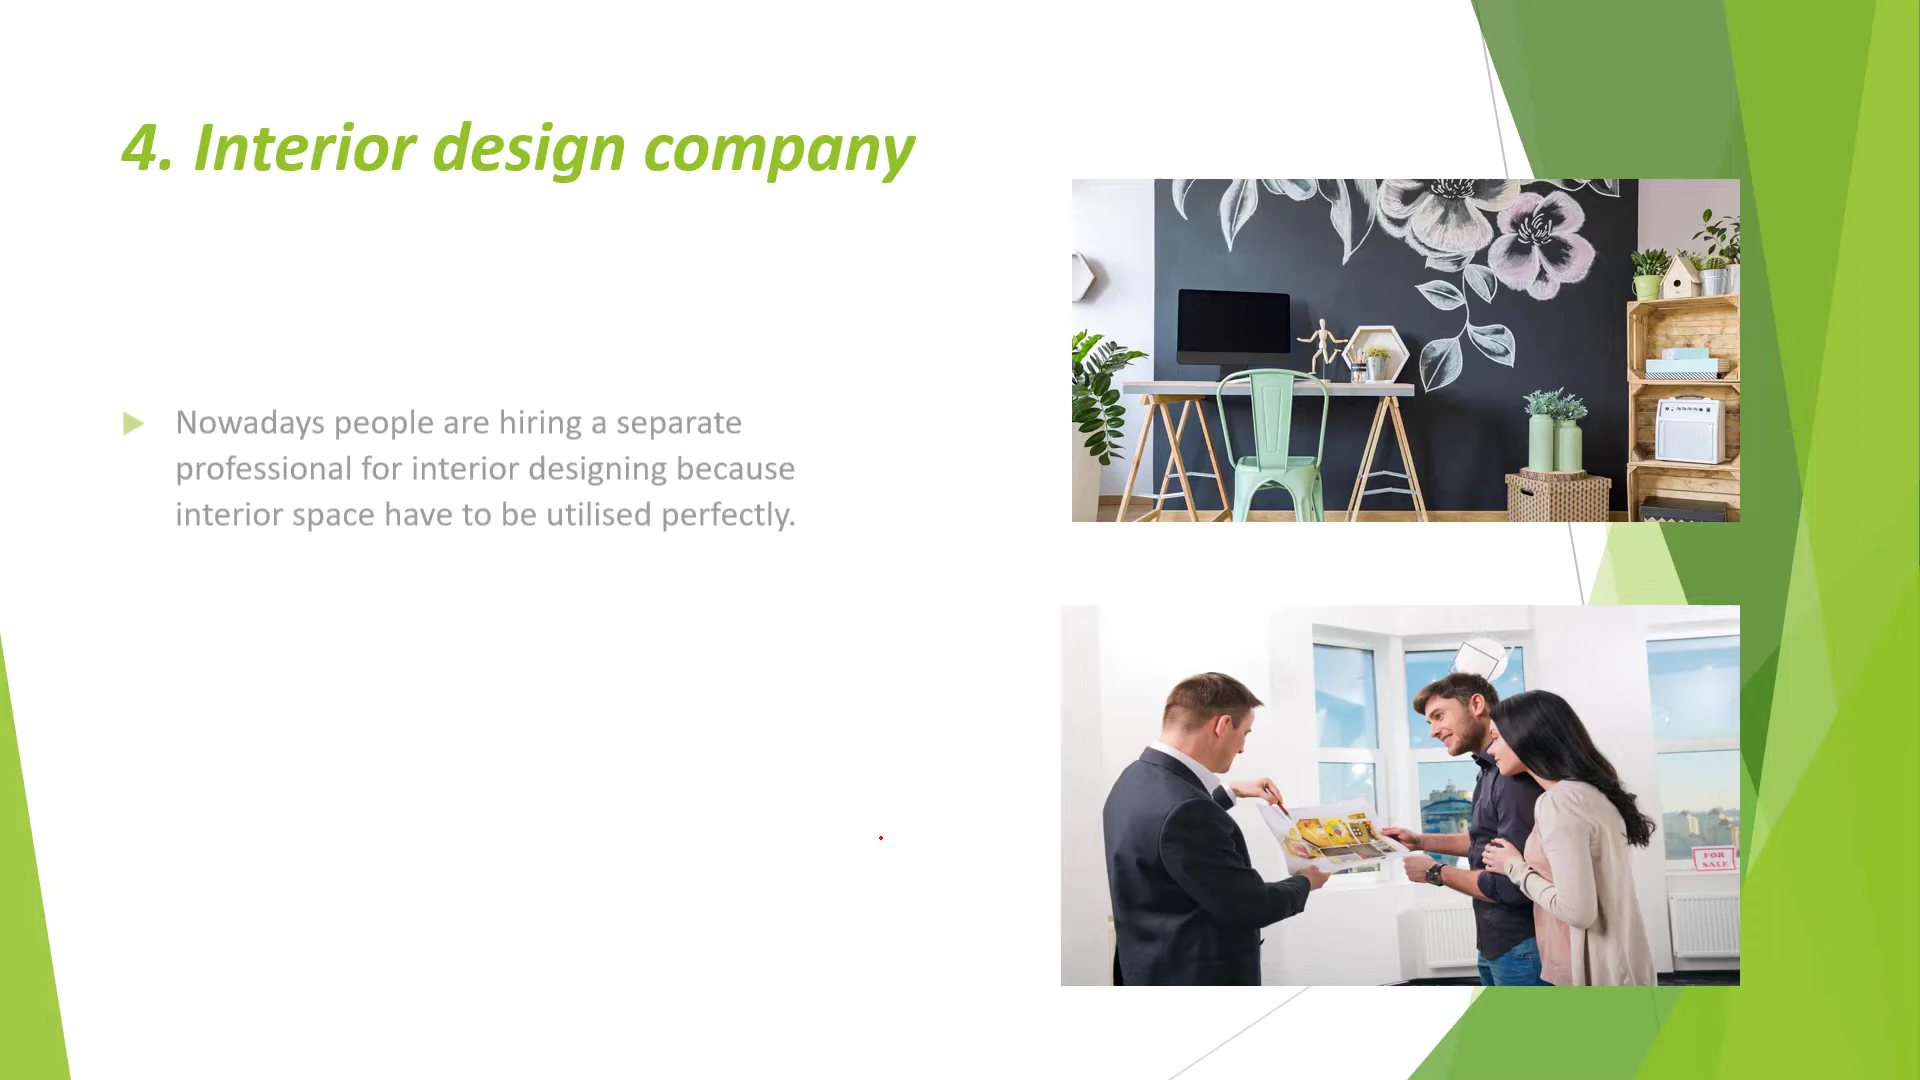 4. Interior design company
Nowadays people are hiring a separate
professional for interior designing because
interior space have to be utilised perfectly.
FOR
SALE